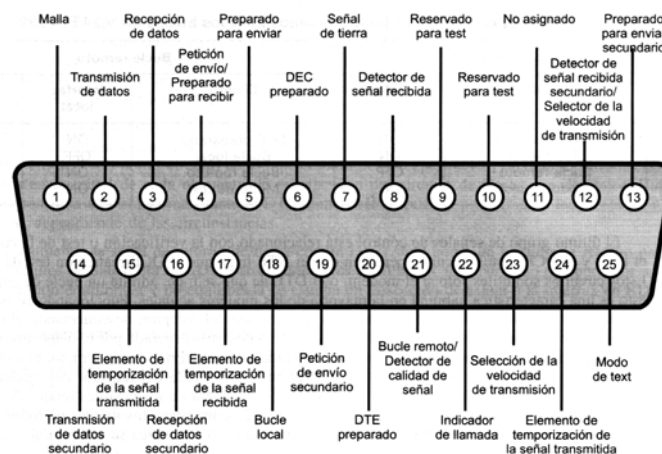 Malla
Transmisión
de datos
Recepción
de datos
Petición
de envío/
Preparado
para recibir
Preparado
para enviar
DEC
preparado
Señal
de tierra
Detector de
señal recibida
Reservado
para test
Reservado
para test
No asignado
Detector de
señal recibida
secundario/
Selector de la
velocidad
de transmisión
Preparado
para enviar
secundario
1 2 3 4 5 6 7 8 9 10 11 12 13
14 15 16 17 18 19 20 21 22 23 24 25
Transmisión
de datos
secundario
Elemento de
temporización
de la señal
transmitida
Recepción
de datos
secundario
Elemento de
temporización
de la señal
recibida
Bucle
local
Petición
de envío
secundario
DTE
preparado
Bucle remoto/
Detector de
calidad de
señal
Indicador
de llamada
Selección de la
velocidad
de transmisión
Elemento de
temporización de
la señal transmitida
Modo
de text